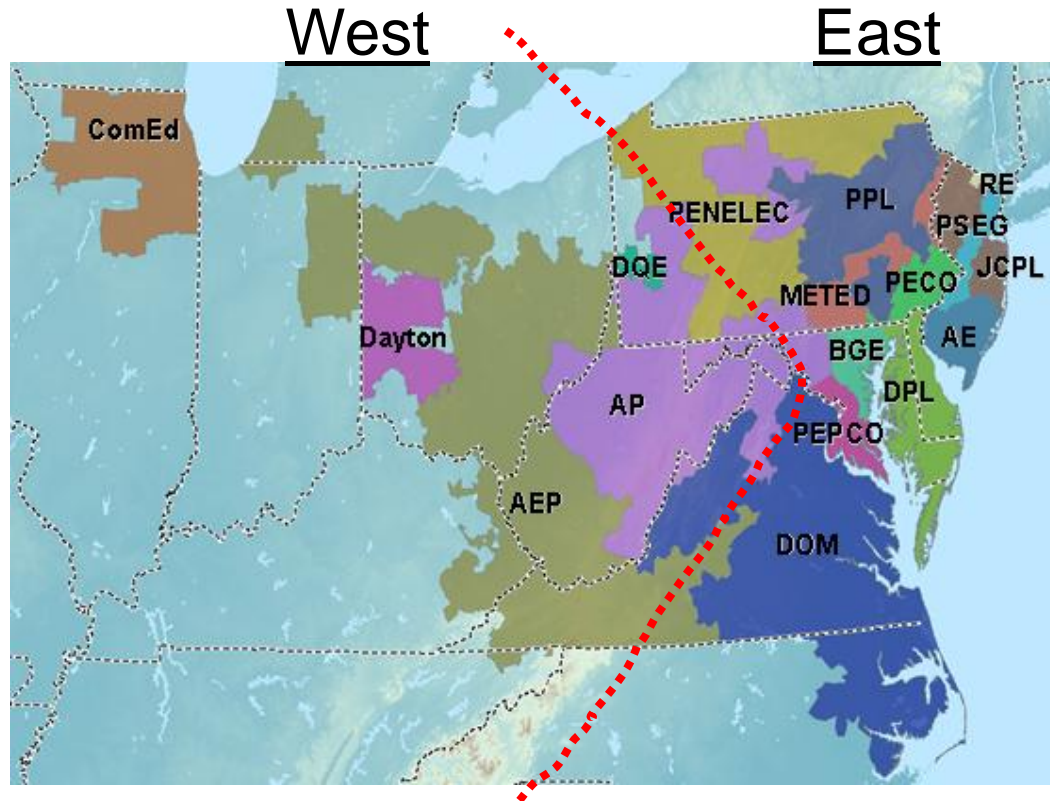 West
East
ComEd
RE
PPL
PENELEC
PSEG
DQE
JCPL
PECO
METED
Dayton
AE
BGE
DPL
AP
PEPCO
AEP
DOM